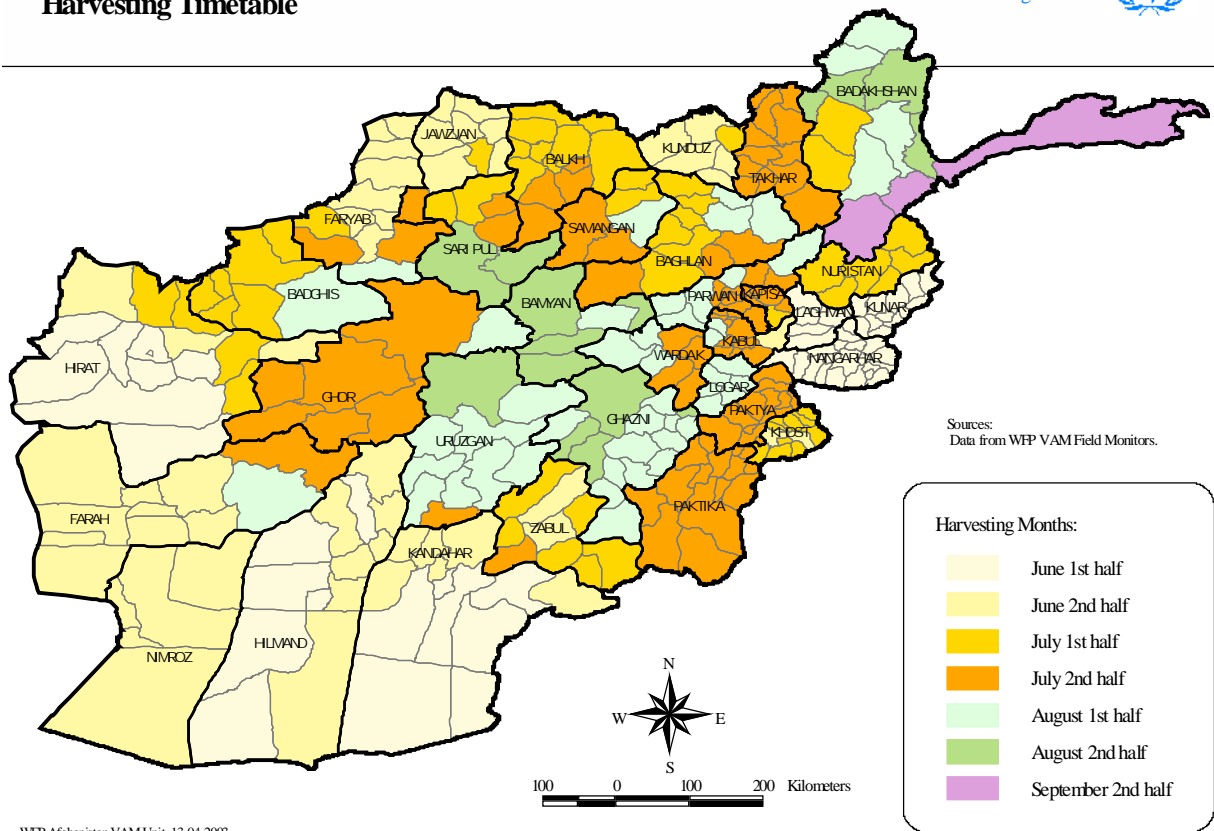 Harvesting Timetable
BADAKHSHAN
JAWZJAN
KUNDUZ
BALKH
TAKHAR
FARYAB
SAMANGAN
SARI PUL
BAGHLAN
NURISTAN
BADGHIS
BAMYAN
PARWAN
KAPISA
LAGHMAN
KUNAR
KABUL
HIRAT
WARDAK
NANGARHAR
LOGAR
GHOR
PAKTYA
GHAZNI
KHOST
URUZGAN
Sources:
Data from WFP VAM Field Monitors.
PAKTIKA
FARAH
ZABUL
KANDAHAR
Harvesting Months:
June 1st half
June 2nd half
July 1st half
July 2nd half
August 1st half
August 2nd half
September 2nd half
HILMAND
NIMROZ
N
W E
S
100 0 100 200 Kilometers